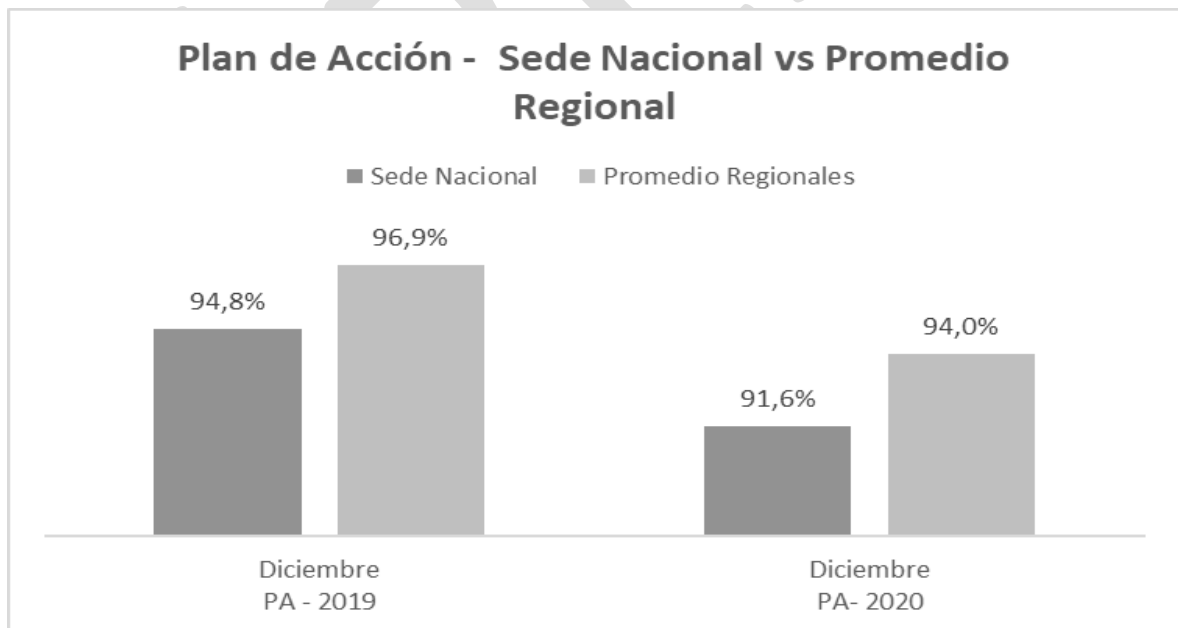 Plan de Acción -  Sede Nacional vs Promedio
Regional
Sede Nacional
Promedio Regionales
94,8%
96,9%
91,6%
94,0%
Diciembre
PA - 2019
Diciembre
PA- 2020